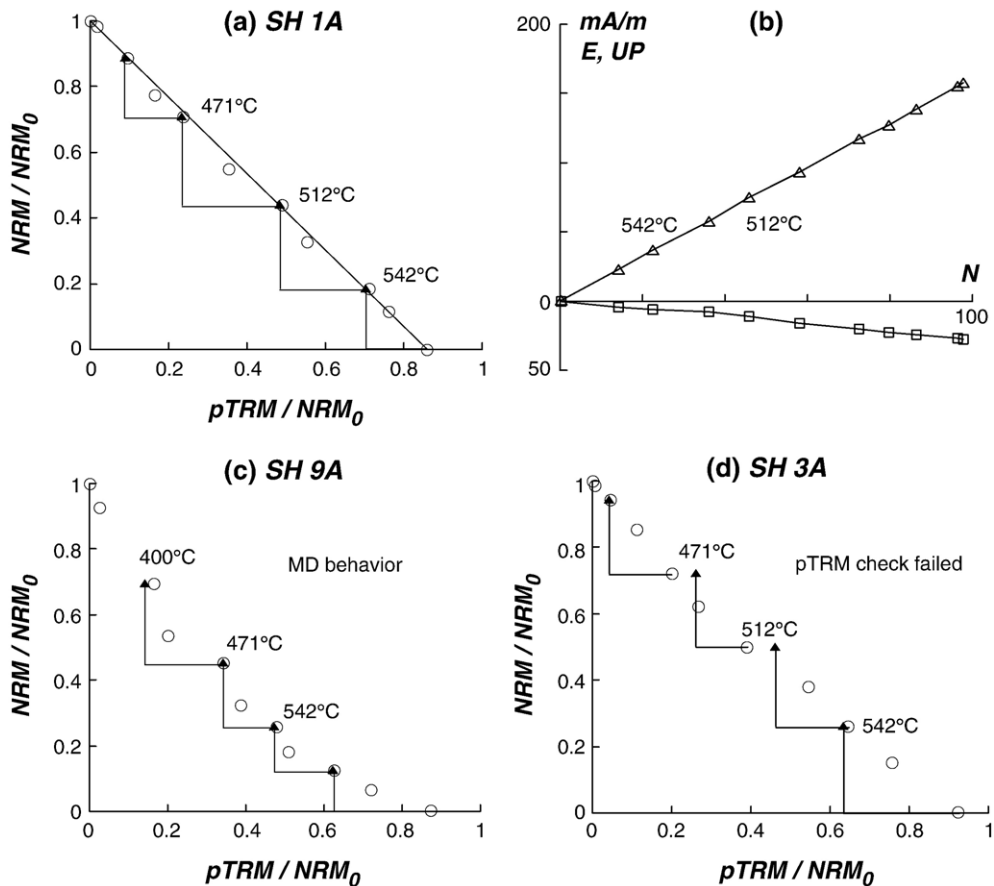 (a) SH 1A
NRM / NRM0
1
0.8
0.6
0.4
0.2
0
471°C
512°C
542°C
0 0.2 0.4 0.6 0.8 1
pTRM / NRM0
(b)
200
mA/m
E, UP
542°C
512°C
N
0
100
50
(c) SH 9A
NRM / NRM0
1
0.8
0.6
0.4
0.2
0
400°C
MD behavior
471°C
542°C
0 0.2 0.4 0.6 0.8 1
pTRM / NRM0
(d) SH 3A
NRM / NRM0
1
0.8
0.6
0.4
0.2
0
471°C
pTRM check failed
512°C
542°C
0 0.2 0.4 0.6 0.8 1
pTRM / NRM0